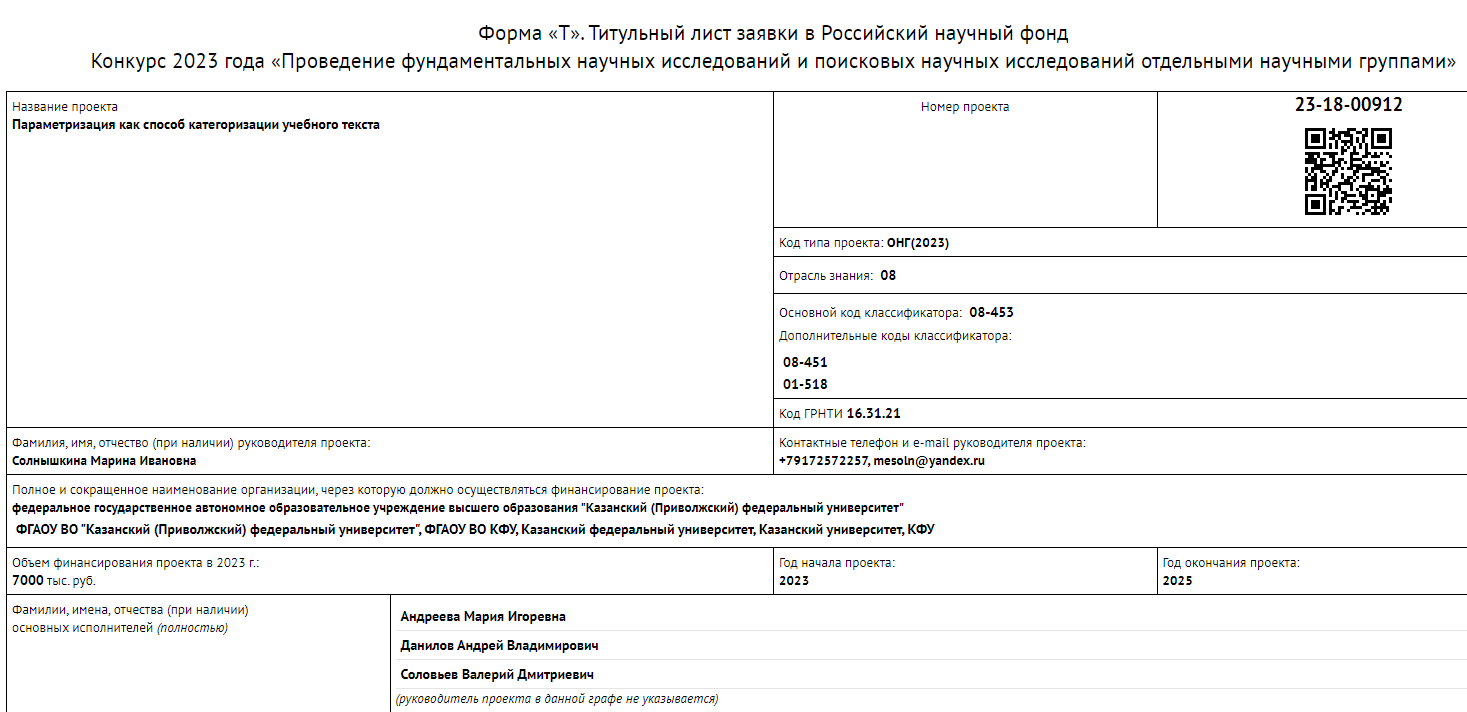 Форма «Т». Титульный лист заявки в Российский научный фонд
Конкурс 2023 года «Проведение фундаментальных научных исследований и поисковых научных исследований отдельными научными группами»
Название проекта
Параметризация как способ категоризации учебного текста
Номер проекта
23-18-00912
Код типа проекта: ОНГ(2023)
Отрасль знания: 08
Основной код классификатора: 08-453
Дополнительные коды классификатора:
08-451
01-518
Код ГРНТИ 16.31.21
Фамилия, имя, отчество (при наличии) руководителя проекта:
Солнышкина Марина Ивановна
Контактные телефон и e-mail руководителя проекта:
+79172572257, mesoln@yandex.ru
Полное и сокращенное наименование организации, через которую должно осуществляться финансирование проекта:
федеральное государственное автономное образовательное учреждение высшего образования "Казанский (Приволжский) федеральный университет"
ФГАОУ ВО "Казанский (Приволжский) федеральный университет", ФГАОУ ВО КФУ, Казанский федеральный университет, Казанский университет, КФУ
Объем финансирования проекта в 2023 г.:
7000 тыс. руб.
Год начала проекта:
2023
Год окончания проекта:
2025
Фамилии, имена, отчества (при наличии)
основных исполнителей (полностью)
Андреева Мария Игоревна
Данилов Андрей Владимирович
Соловьев Валерий Дмитриевич
(руководитель проекта в данной графе не указывается)